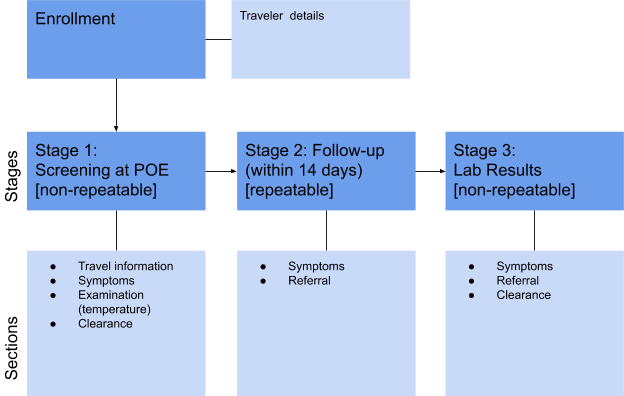 Enrollment
Traveler details
Stages
Stage 1:
Screening at POE
[non-repeatable]
Stage 2: Follow-up
(within 14 days)
[repeatable]
Stage 3:
Lab Results
[non-repeatable]
Sections
● Travel information
● Symptoms
● Examination
(temperature)
● Clearance
● Symptoms
● Referral
● Symptoms
● Referral
● Clearance